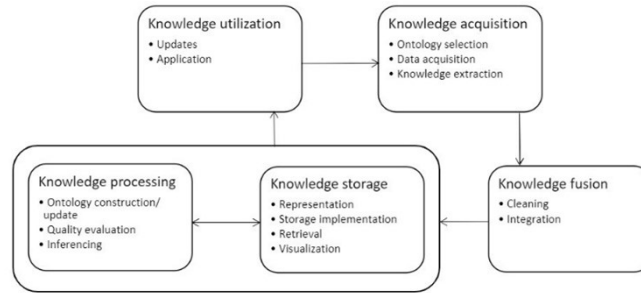 Knowledge utilization
• Updates
• Application
Knowledge acquisition
• Ontology selection
• Data acquisition
• Knowledge extraction
Knowledge processing
• Ontology construction/
update
• Quality evaluation
• Inferencing
Knowledge storage
• Representation
• Storage implementation
• Retrieval
• Visualization
Knowledge fusion
• Cleaning
• Integration